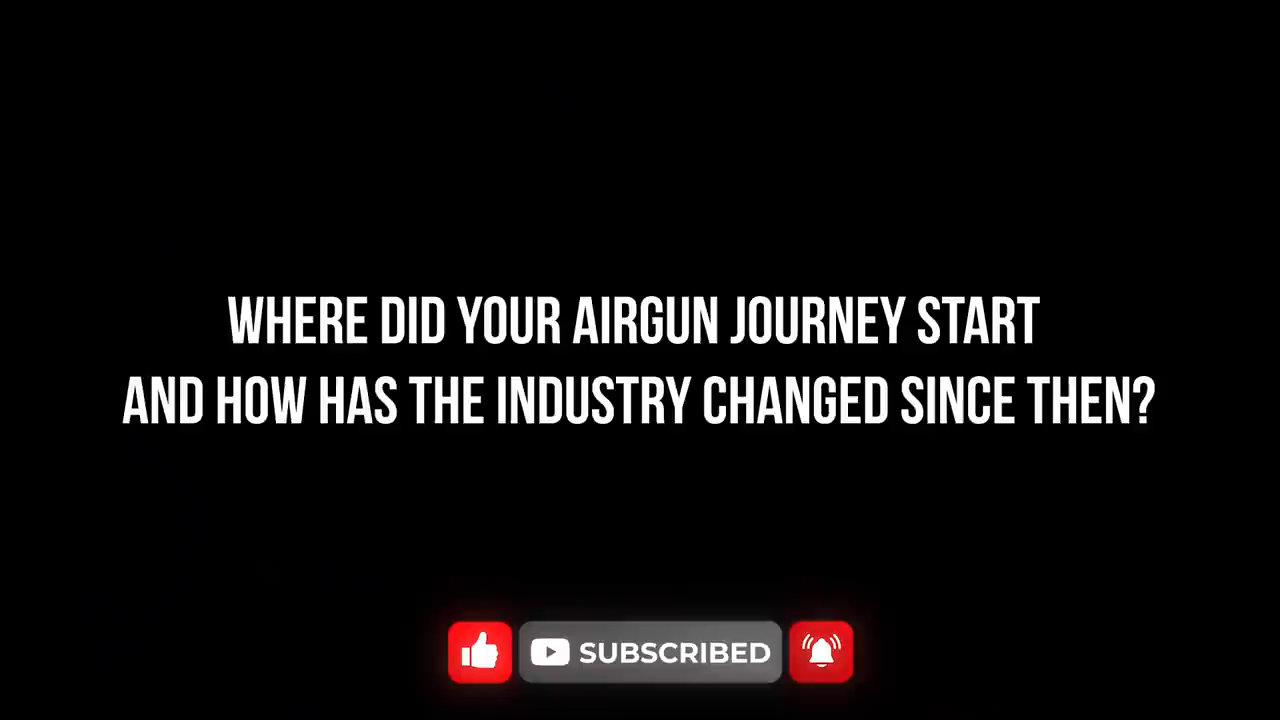 WHERE DID YOUR AIRGUN JOURNEY START
AND HOW HAS THE INDUSTRY CHANGED SINCE THEN?
SUBSCRIBED